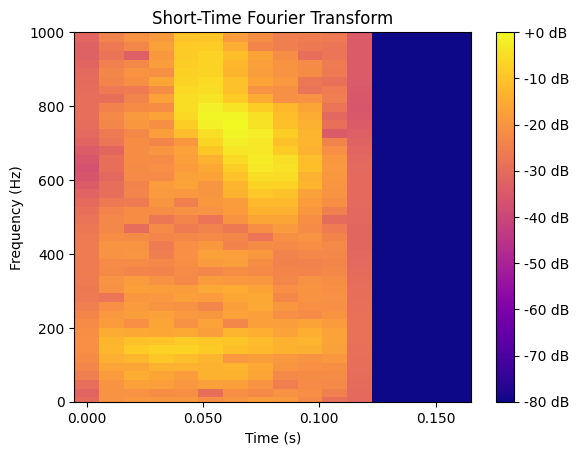 Short-Time Fourier Transform
1000
800
600
400
200
0
Frequency (Hz)
0.000
0.050
0.100
0.150
Time (s)
+0 dB
-10 dB
-20 dB
-30 dB
-40 dB
-50 dB
-60 dB
-70 dB
-80 dB